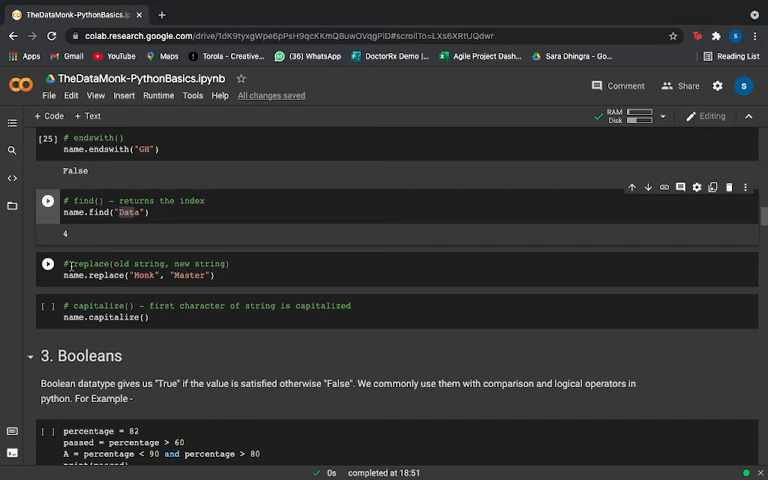 TheDataMonk-PythonBasics.ip
colab.research.google.com/drive/1dK9tyxgWpe6pPsH9qcKKmQ8uwOVqgPlD#scrollTo=LXs6XRtUQdwr
Apps Gmail YouTube Maps Torola - Creativ... (36) WhatsApp DoctorRx Demo |... Agile Project Dash... Sara Dhingra - Go... Reading List
TheDataMonk-PythonBasics.ipynb
File Edit View Insert Runtime Tools Help All changes saved
Comment Share S
+ Code + Text
RAM
Disk
Editing
[25] # endswith()
name.endswith("GH")
False
# find() - returns the index
name.find("Data")
4
# replace(old string, new string)
name.replace("Monk", "Master")
[ ] # capitalize() - first character of string is capitalized
name.capitalize()
3. Booleans
Boolean datatype gives us "True" if the value is satisfied otherwise "False". We commonly use them with comparison and logical operators in
python. For Example -
[ ] percentage = 82
passed = percentage > 60
A = percentage < 90 and percentage > 80
print(passed)
0s completed at 18:51